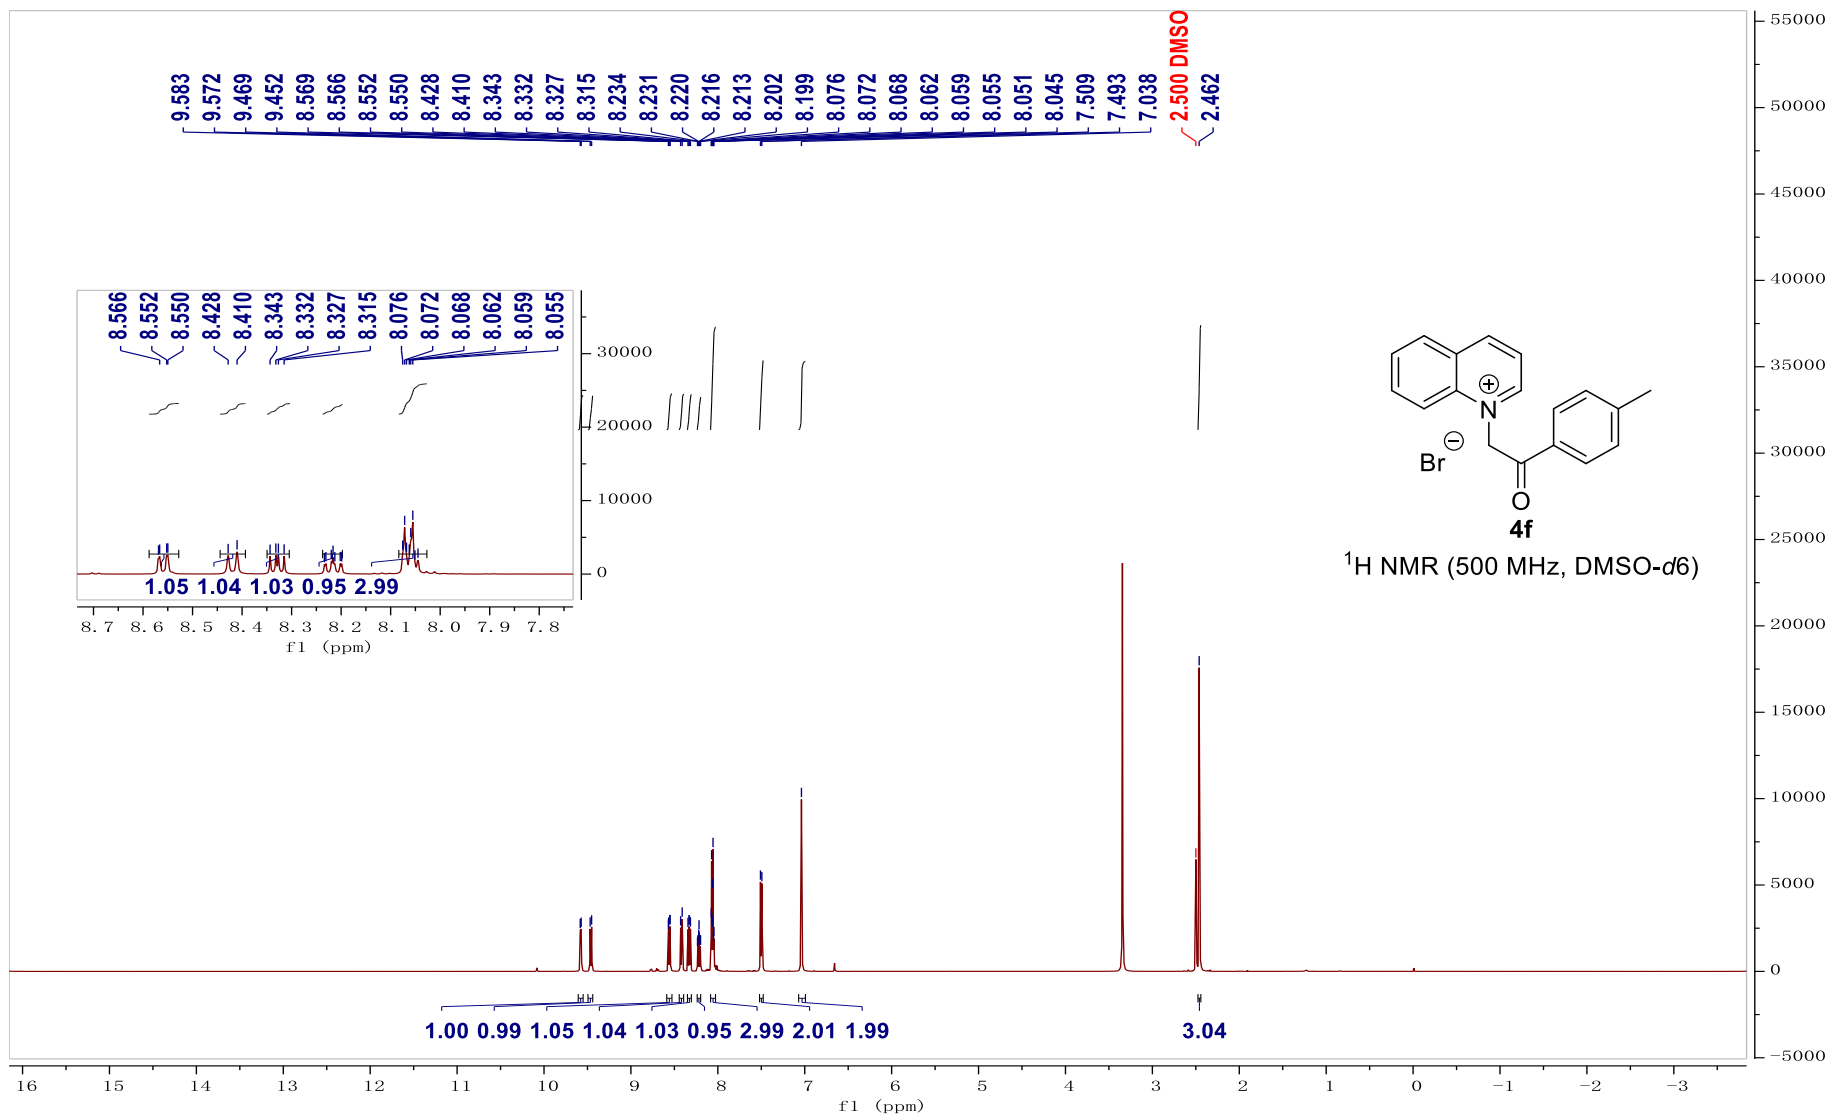 9.583 9.572 9.469 9.452 8.569 8.566 8.552 8.550 8.428 8.410 8.343 8.332 8.327 8.315 8.234 8.231 8.220 8.216 8.213 8.202 8.199 8.076 8.072 8.068 8.062 8.059 8.055 8.051 8.045 7.509 7.493 7.038 2.500 DMSO 2.462
8.566 8.552 8.550 8.428 8.410 8.343 8.332 8.327 8.315 8.076 8.072 8.068 8.062 8.059 8.055
30000
20000
10000
0
1.05 1.04 1.03 0.95 2.99
8.7 8.6 8.5 8.4 8.3 8.2 8.1 8.0 7.9 7.8
f1 (ppm)
N
+
Br
−
O
4f
¹H NMR (500 MHz, DMSO-d6)
55000
50000
45000
40000
35000
30000
25000
20000
15000
10000
5000
0
-5000
1.00 0.99 1.05 1.04 1.03 0.95 2.99 2.01 1.99 3.04
16 15 14 13 12 11 10 9 8 7 6 5 4 3 2 1 0 -1 -2 -3
f1 (ppm)